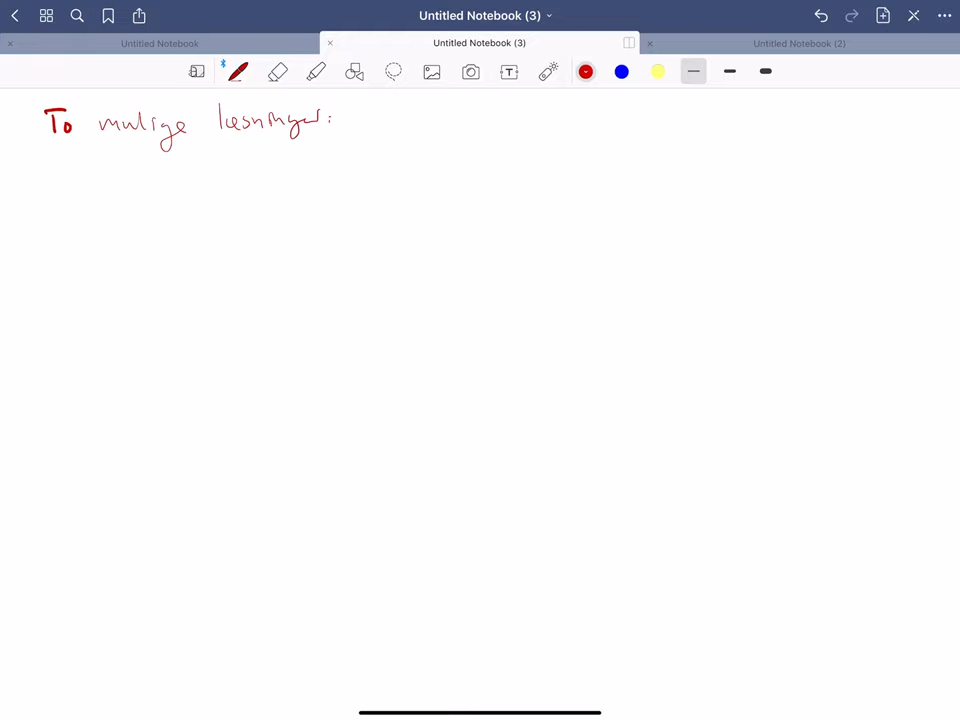 Untitled Notebook (3)
Untitled Notebook
Untitled Notebook (3)
Untitled Notebook (2)
T
To mulige løsninger: